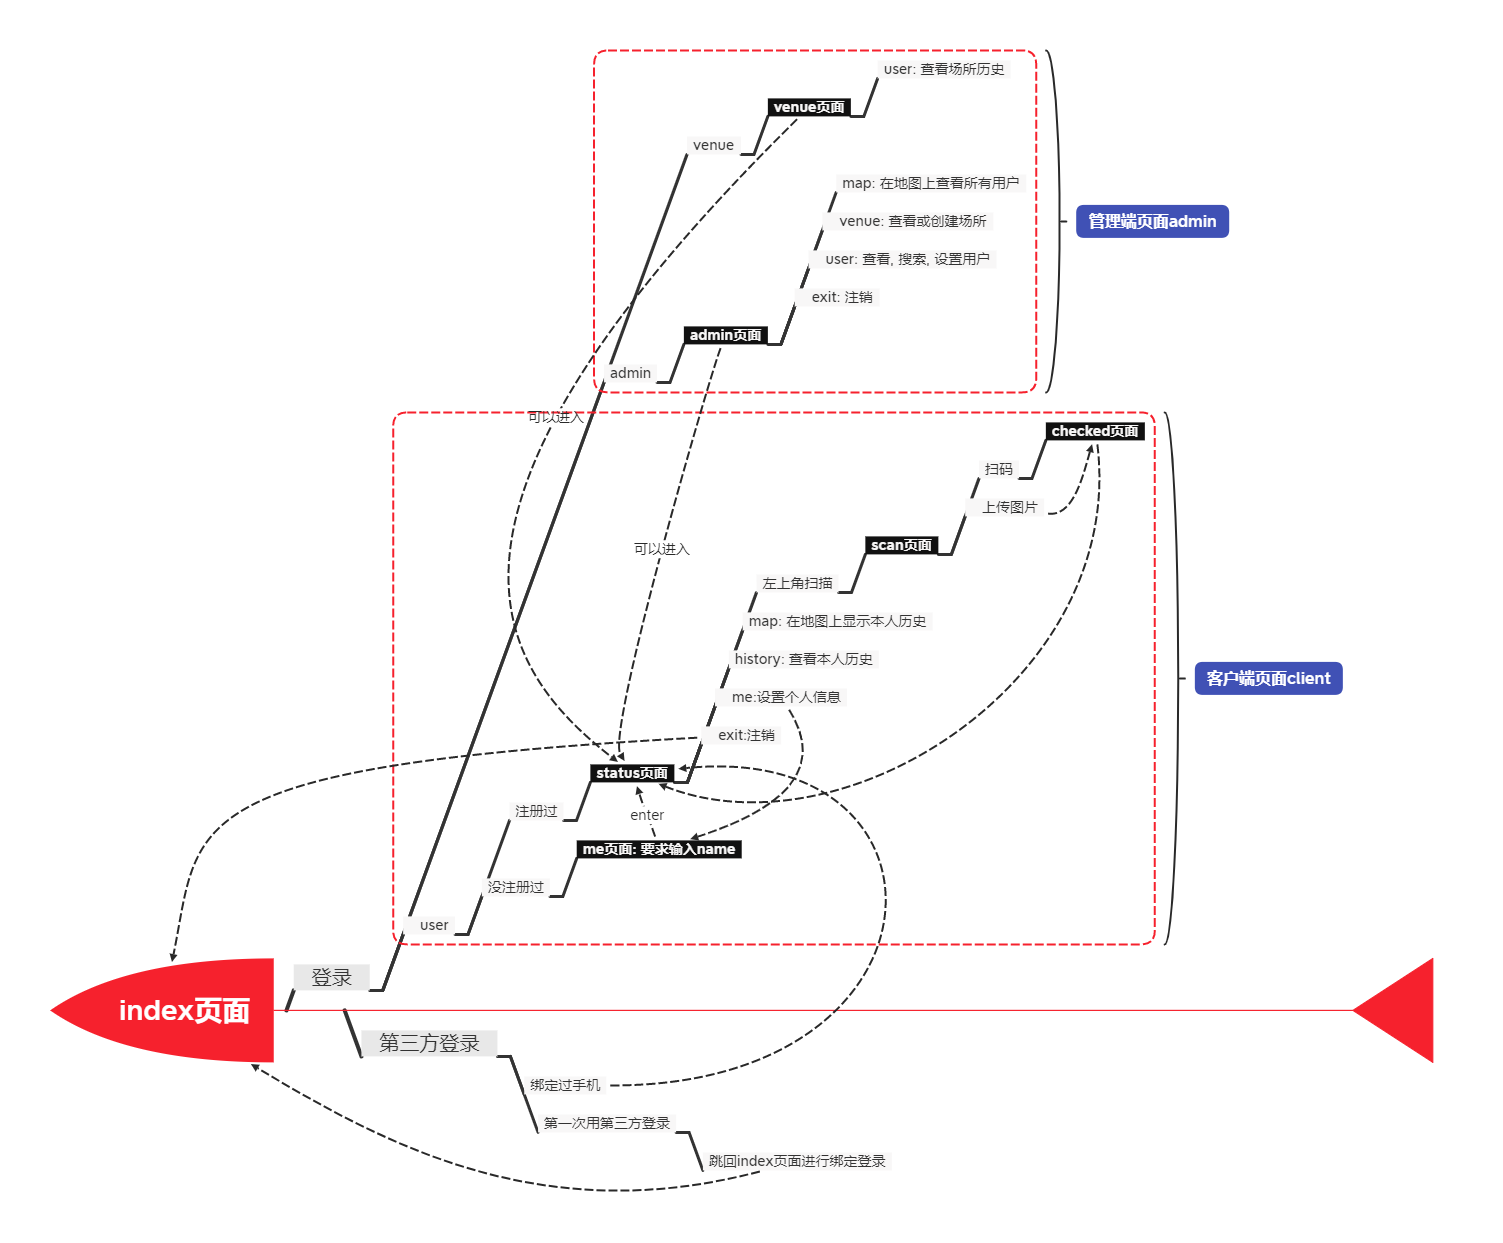 user: 查看场所历史
venue页面
venue
map: 在地图上查看所有用户
venue: 查看或创建场所
user: 查看, 搜索, 设置用户
exit: 注销
admin页面
admin
管理端页面admin
可以进入
checked页面
扫码
上传图片
scan页面
可以进入
左上角扫描
map: 在地图上显示本人历史
history: 查看本人历史
me:设置个人信息
exit:注销
status页面
注册过
enter
me页面: 要求输入name
没注册过
user
客户端页面client
登录
index页面
第三方登录
绑定过手机
第一次用第三方登录
跳回index页面进行绑定登录